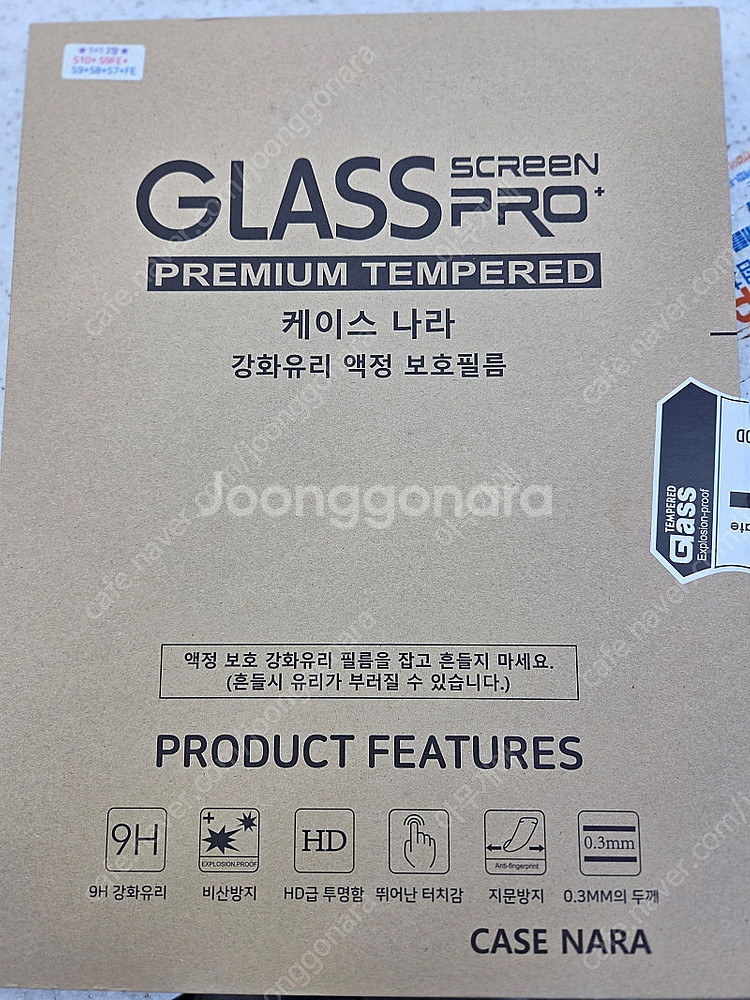 ★1+1 2장★
S10+ S9FE+
S9+S8+S7+FE
GLASS SCREEN PRO+
PREMIUM TEMPERED
케이스 나라
강화유리 액정 보호필름
TEMPERED
Glass
Explosion-proof
Joonggonara
액정 보호 강화유리 필름을 잡고 흔들지 마세요.
(흔들시 유리가 부러질 수 있습니다.)
PRODUCT FEATURES
9H
EXPLOSION.PROOF
HD
Anti-fingerprint
0.3mm
9H 강화유리
비산방지
HD급 투명함
뛰어난 터치감
지문방지
0.3MM의 두께
CASE NARA